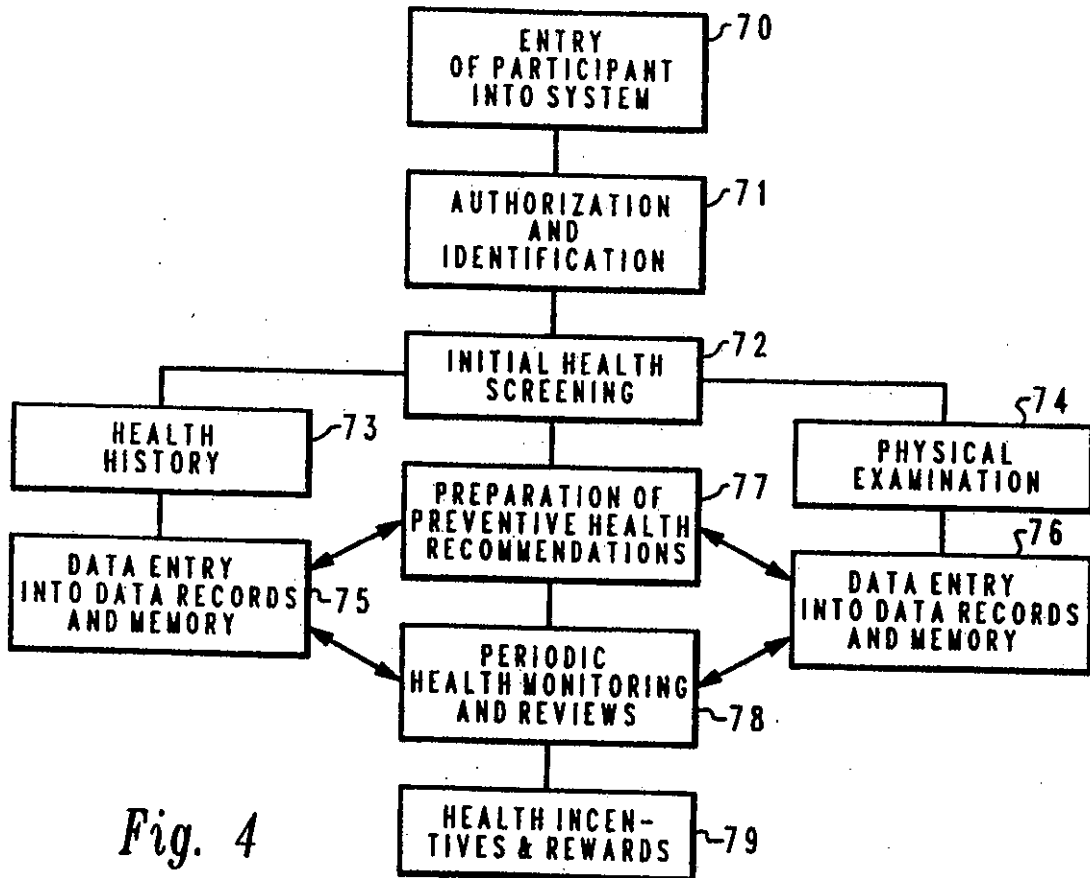 ENTRY
OF PARTICIPANT
INTO SYSTEM
70
AUTHORIZATION
AND
IDENTIFICATION
71
INITIAL HEALTH
SCREENING
72
HEALTH
HISTORY
73
PHYSICAL
EXAMINATION
74
PREPARATION OF
PREVENTIVE HEALTH
RECOMMENDATIONS
77
DATA ENTRY
INTO DATA RECORDS
AND MEMORY
75
DATA ENTRY
INTO DATA RECORDS
AND MEMORY
76
PERIODIC
HEALTH MONITORING
AND REVIEWS
78
HEALTH INCEN-
TIVES & REWARDS
79
Fig. 4